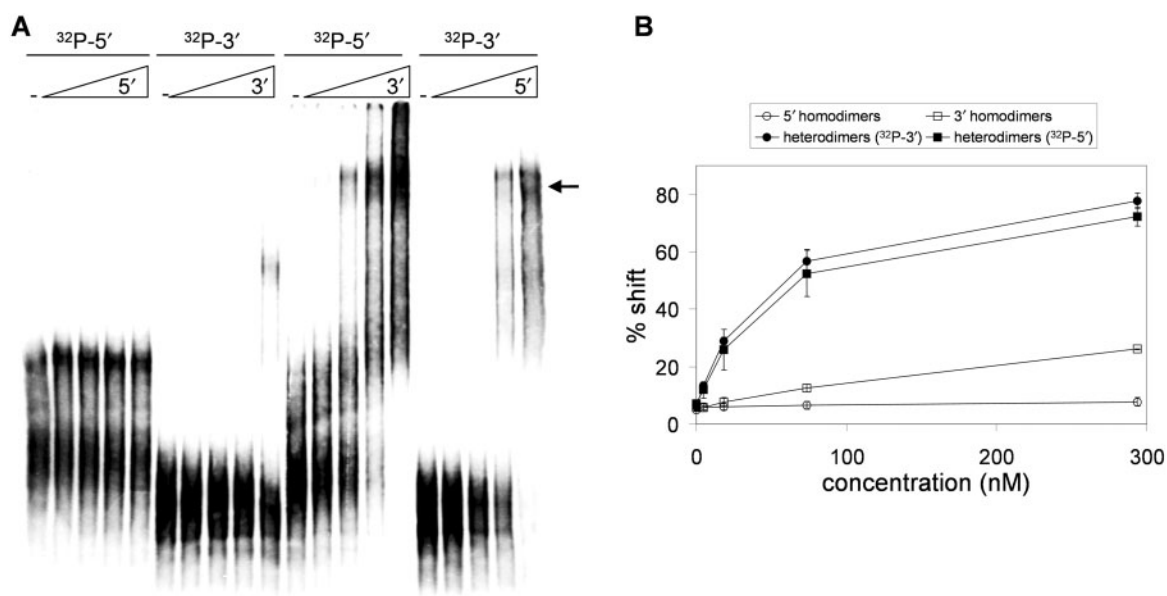 A
³²P-5′ ³²P-3′ ³²P-5′ ³²P-3′
- 5′ - 3′ - 3′ - 5′
B
5′ homodimers 3′ homodimers
heterodimers (³²P-3′) heterodimers (³²P-5′)
80
60
40
20
0
% shift
0 100 200 300
concentration (nM)